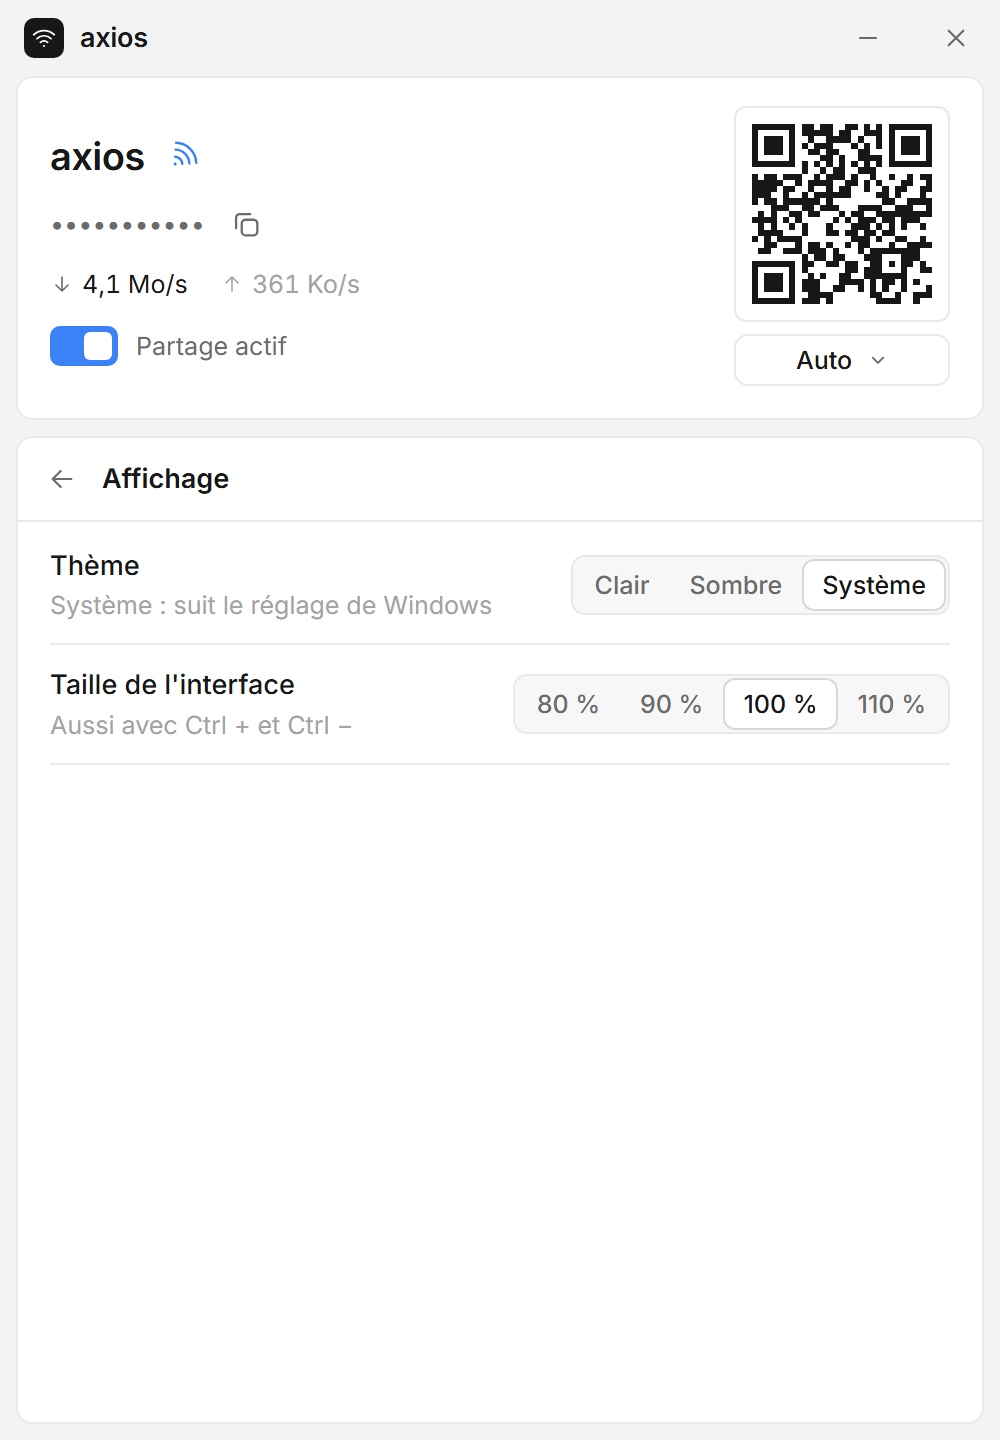 axios
axios
•••••••••••
↓ 4,1 Mo/s ↑ 361 Ko/s
Partage actif
Auto
Affichage
Thème
Système : suit le réglage de Windows
Clair Sombre Système
Taille de l'interface
Aussi avec Ctrl + et Ctrl −
80 % 90 % 100 % 110 %